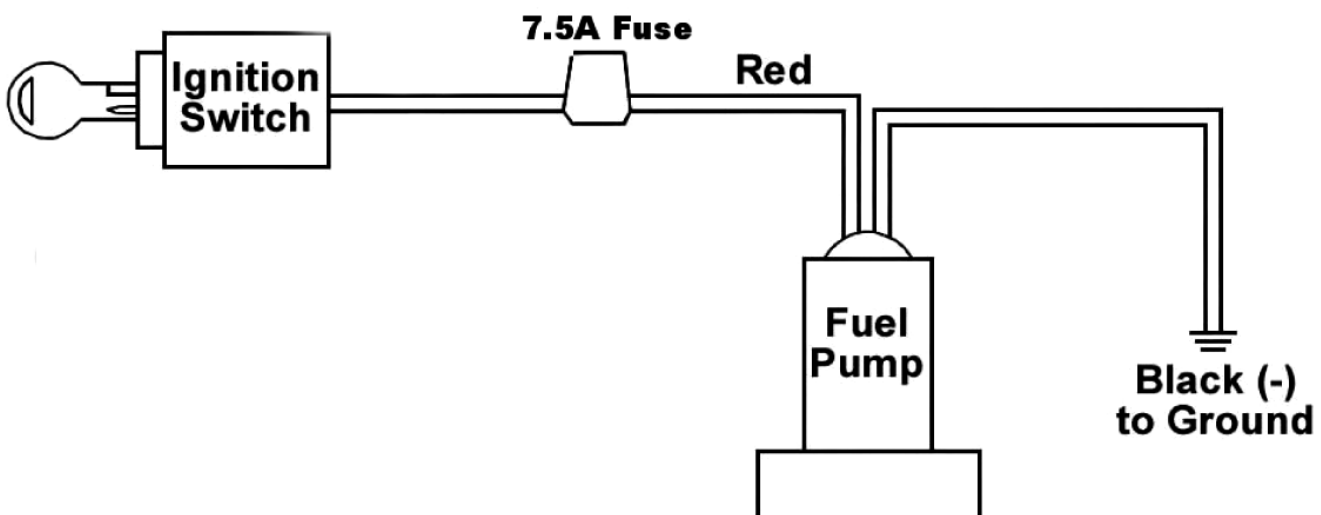 7.5A Fuse
Ignition
Switch
Red
Fuel
Pump
Black (-)
to Ground